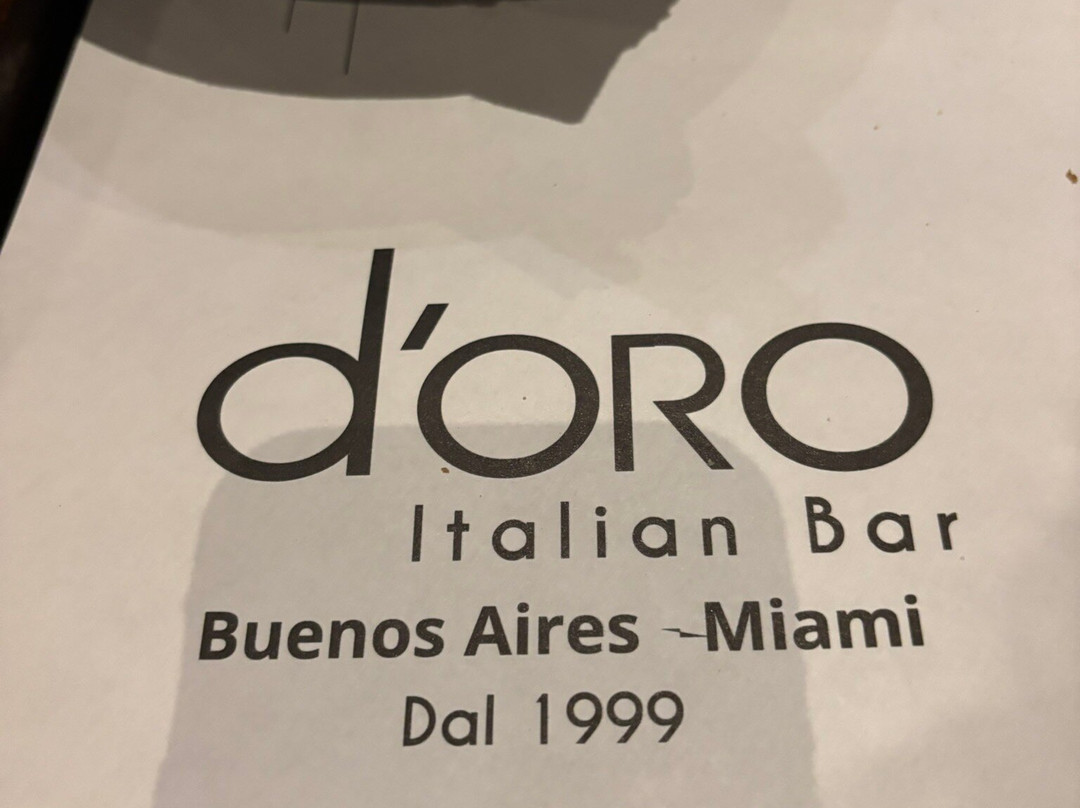 d'ORO
Italian Bar
Buenos Aires - Miami
Dal 1999